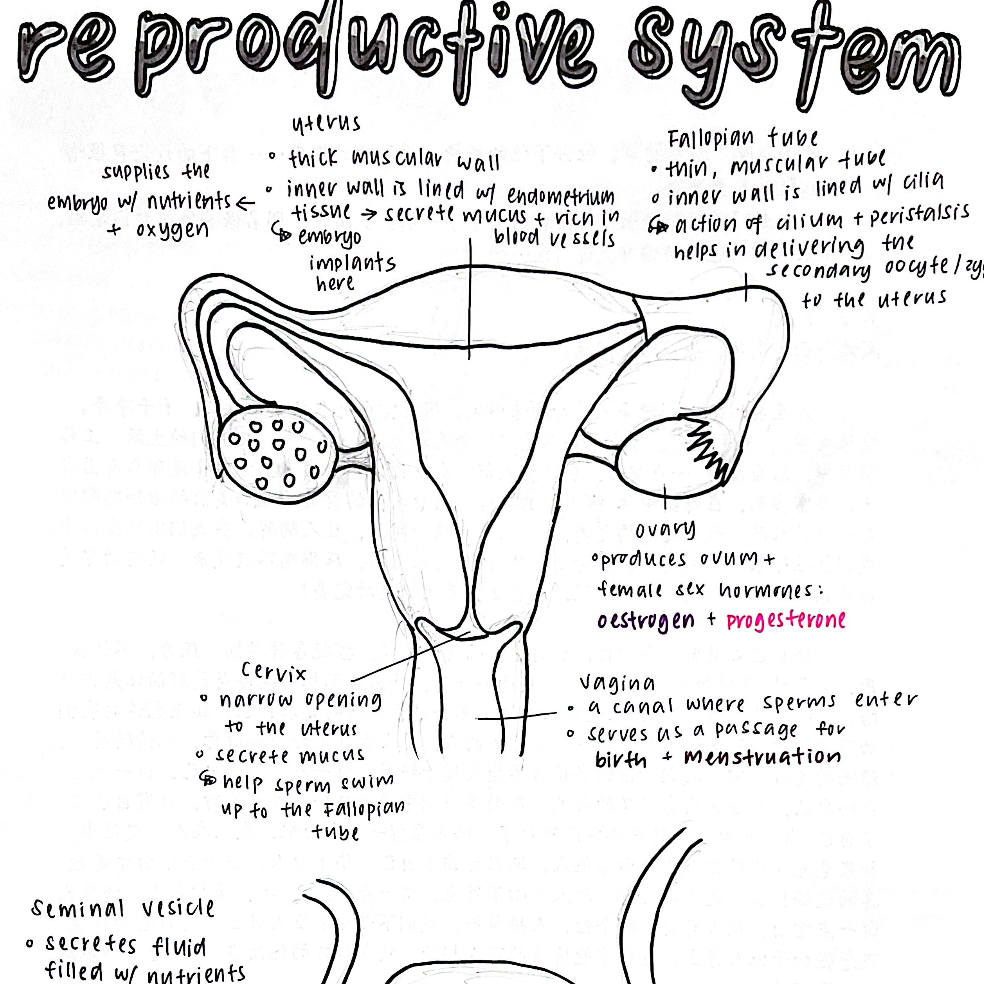 reproductive system
uterus
• thick muscular wall
• inner wall is lined w/ endometrium
tissue → secrete mucus + rich in
blood vessels
↪ embryo
implants
here
supplies the
embryo w/ nutrients ←
+ oxygen
Fallopian tube
• thin, muscular tube
• inner wall is lined w/ cilia
↪ action of cilium + peristalsis
helps in delivering the
secondary oocyte/zy
to the uterus
ovary
• produces ovum +
female sex hormones:
oestrogen + progesterone
cervix
• narrow opening
to the uterus
• secrete mucus
↪ help sperm swim
up to the Fallopian
tube
vagina
• a canal where sperms enter
• serves as a passage for
birth + menstruation
Seminal vesicle
• secretes fluid
filled w/ nutrients